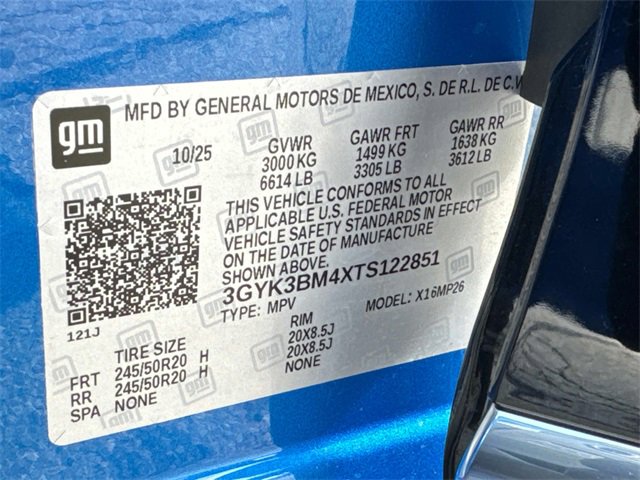 gm
MFD BY GENERAL MOTORS DE MEXICO, S. DE R.L. DE C.V
10/25 GVWR GAWR FRT GAWR RR
3000 KG 1499 KG 1638 KG
6614 LB 3305 LB 3612 LB
THIS VEHICLE CONFORMS TO ALL
APPLICABLE U.S. FEDERAL MOTOR
VEHICLE SAFETY STANDARDS IN EFFECT
ON THE DATE OF MANUFACTURE
SHOWN ABOVE.
3GYK3BM4XTS122851
TYPE: MPV MODEL: X16MP26
121J
TIRE SIZE RIM
FRT 245/50R20 H 20X8.5J
RR 245/50R20 H 20X8.5J
SPA NONE NONE